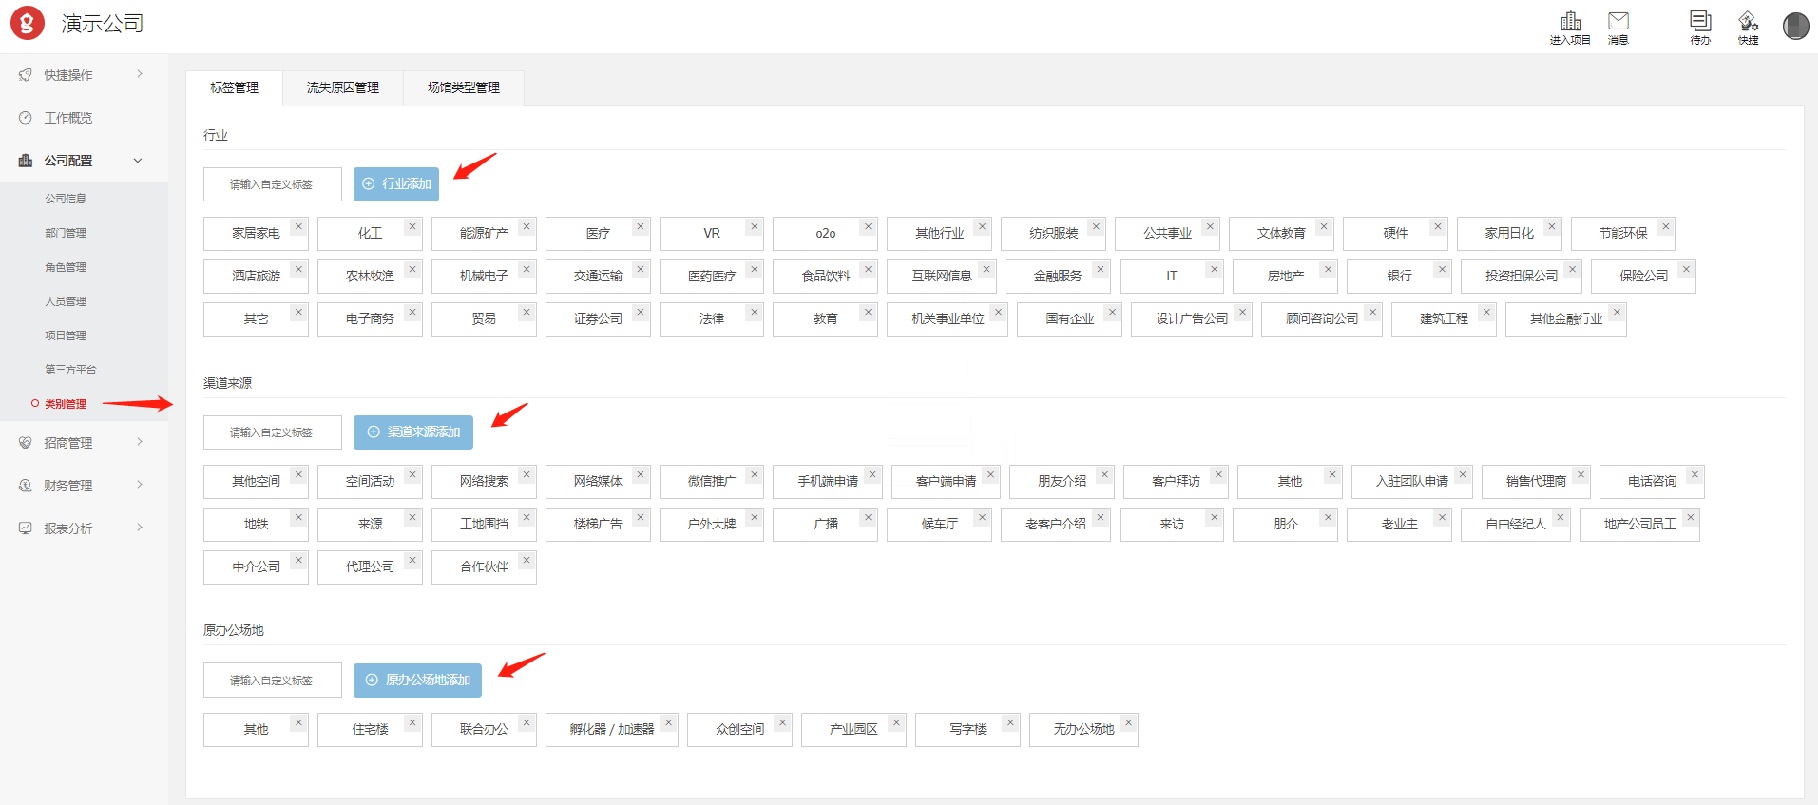 演示公司
进入项目 消息 待办 快捷
快捷操作
工作概览
公司配置
公司信息
部门管理
角色管理
人员管理
项目管理
第三方平台
类别管理
招商管理
财务管理
报表分析
标签管理 流失原因管理 场馆类型管理
行业
请输入自定义标签 行业添加
家居家电 化工 能源矿产 医疗 VR o2o 其他行业 纺织服装 公共事业 文体教育 硬件 家用日化 节能环保
酒店旅游 农林牧渔 机械电子 交通运输 医药医疗 食品饮料 互联网信息 金融服务 IT 房地产 银行 投资担保公司 保险公司
其它 电子商务 贸易 证券公司 法律 教育 机关事业单位 国有企业 设计广告公司 顾问咨询公司 建筑工程 其他金融行业
渠道来源
请输入自定义标签 渠道来源添加
其他空间 空间活动 网络搜索 网络媒体 微信推广 手机端申请 客户端申请 朋友介绍 客户拜访 其他 入驻团队申请 销售代理商 电话咨询
地铁 来源 工地围挡 楼梯广告 户外大牌 广播 候车厅 老客户介绍 来访 朋介 老业主 自由经纪人 地产公司员工
中介公司 代理公司 合作伙伴
原办公场地
请输入自定义标签 原办公场地添加
其他 住宅楼 联合办公 孵化器 / 加速器 众创空间 产业园区 写字楼 无办公场地